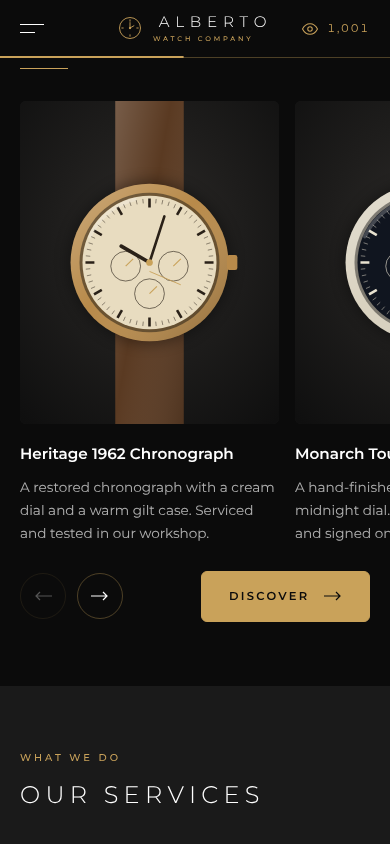 ALBERTO
WATCH COMPANY
1,001
Heritage 1962 Chronograph
A restored chronograph with a cream
dial and a warm gilt case. Serviced
and tested in our workshop.
Monarch
A hand-finishe
midnight dial.
and signed on
DISCOVER
WHAT WE DO
OUR SERVICES